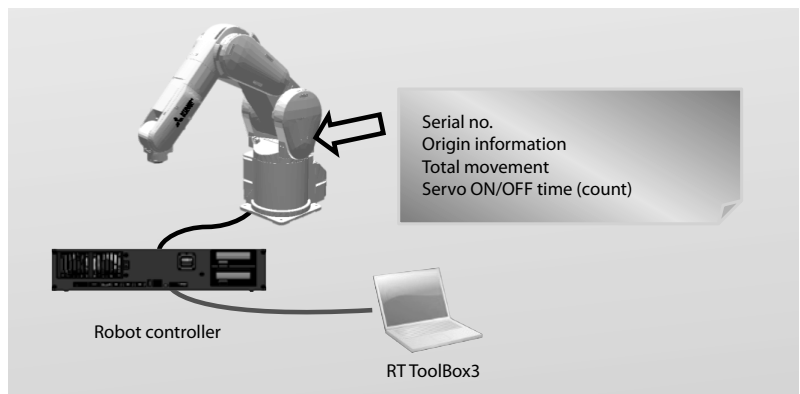 Serial no.
Origin information
Total movement
Servo ON/OFF time (count)
Robot controller
RT ToolBox3